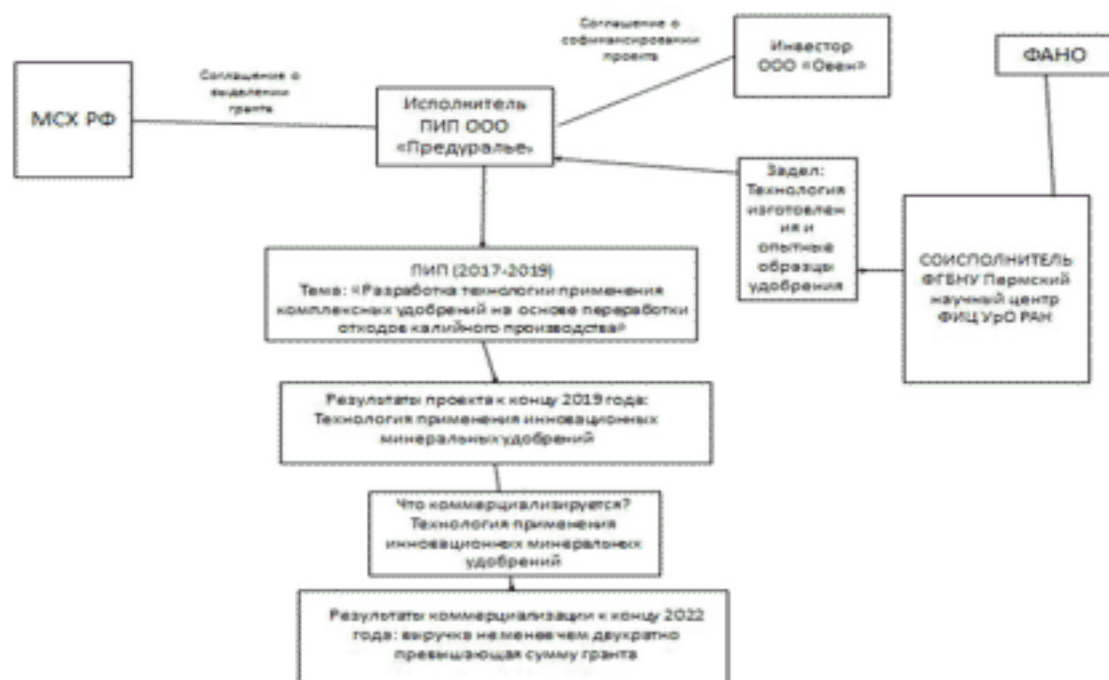 Соглашение о
софинансировании
проекта
Инвестор
ООО «Овен»
ФАНО
МСХ РФ
Соглашение о
выделении
гранта
Исполнитель
ПИП ООО
«Предуралье»
Задел:
Технология
изготовлен
ия и
опытные
образцы
удобрения
СОИСПОЛНИТЕЛЬ
ФГБНУ Пермский
научный центр
ФИЦ УрО РАН
ПИП (2017-2019)
Тема: «Разработка технологии применения
комплексных удобрений на основе переработки
отходов калийного производства»
Результаты проекта к концу 2019 года:
Технология применения инновационных
минеральных удобрений
Что коммерциализируется?
Технология применения
инновационных минеральных
удобрений
Результаты коммерциализации к концу 2022
года: выручка не менее чем двукратно
превышающая сумму гранта